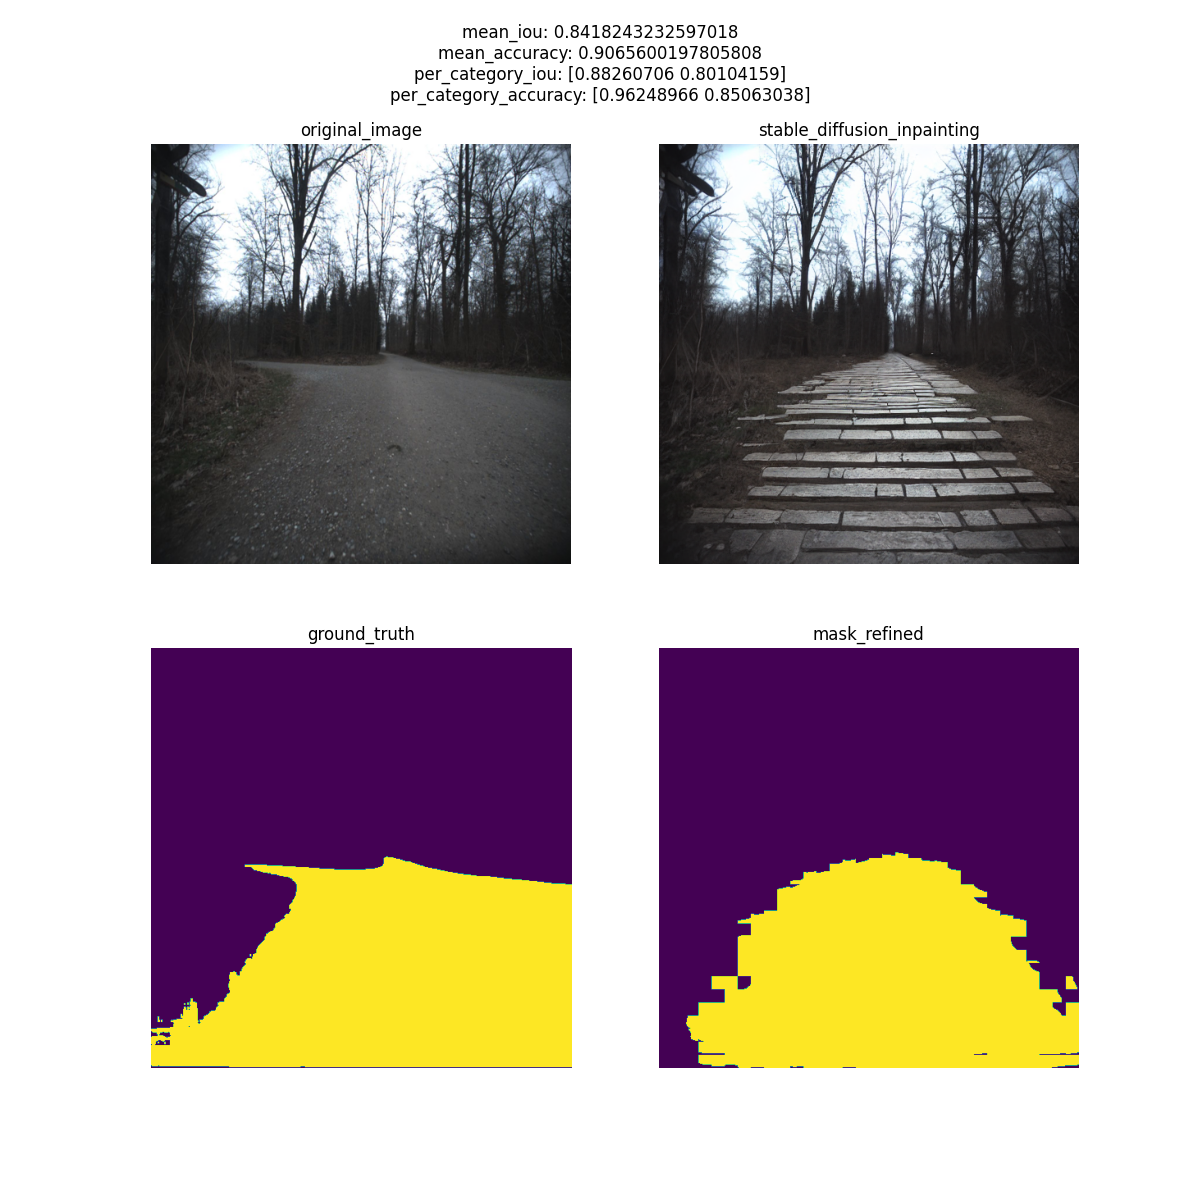 mean_iou: 0.8418243232597018
mean_accuracy: 0.9065600197805808
per_category_iou: [0.88260706 0.80104159]
per_category_accuracy: [0.96248966 0.85063038]
original_image
stable_diffusion_inpainting
ground_truth
mask_refined